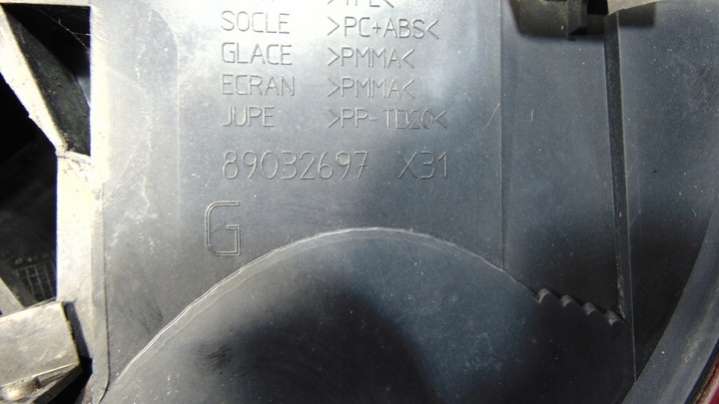 SOCLE >PC+ABS<
GLACE >PMMA<
ECRAN >PMMA<
JUPE >PP-TD20<
89032697 X31
G